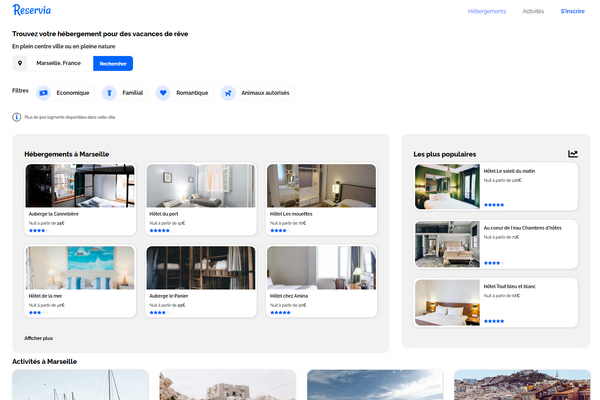 Reservia
Hébergements
Activités
S'inscrire
Trouvez votre hébergement pour des vacances de rêve
En plein centre ville ou en pleine nature
Marseille, France
Rechercher
Filtres
Economique
Familial
Romantique
Animaux autorisés
Plus de 500 logments disponibles dans cette ville
Hébergements à Marseille
Auberge la Cannebière
Nuit à partir de 25€
Hôtel du port
Nuit à partir de 52€
Hôtel Les mouettes
Nuit à partir de 76€
Hôtel de la mer
Nuit à partir de
Auberge le Panier
Nuit à partir de 23€
Hôtel chez Amina
Nuit à partir de
Afficher plus
Les plus populaires
Hôtel Le soleil du matin
Nuit à partir de 128€
Au coeur de l'eau Chambres d'hôtes
Nuit à partir de 71€
Hôtel Tout bleu et blanc
Nuit à partir de 68€
Activités à Marseille